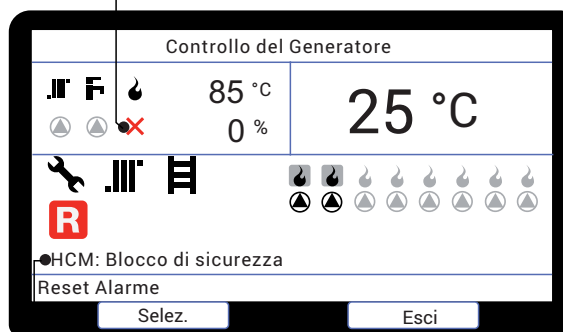 Controllo del Generatore
85 °C
0 %
25 °C
R
HCM: Blocco di sicurezza
Reset Alarme
Selez.
Esci